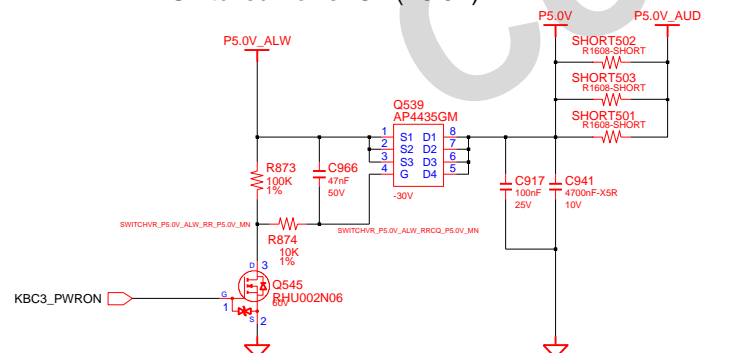 P5.0V_ALW
P5.0V
P5.0V_AUD
SHORT502
R1608-SHORT
SHORT503
R1608-SHORT
SHORT501
R1608-SHORT
Q539
AP4435GM
1 S1 D1 8
2 S2 D2 7
3 S3 D3 6
4 G D4 5
-30V
R873
100K
1%
C966
47nF
50V
C917
100nF
25V
C941
4700nF-X5R
10V
SWITCHVR_P5.0V_ALW_RR_P5.0V_MN
SWITCHVR_P5.0V_ALW_RRCQ_P5.0V_MN
R874
10K
1%
D 3
Q545
RHU002N06
60V
KBC3_PWRON
G
1
S 2